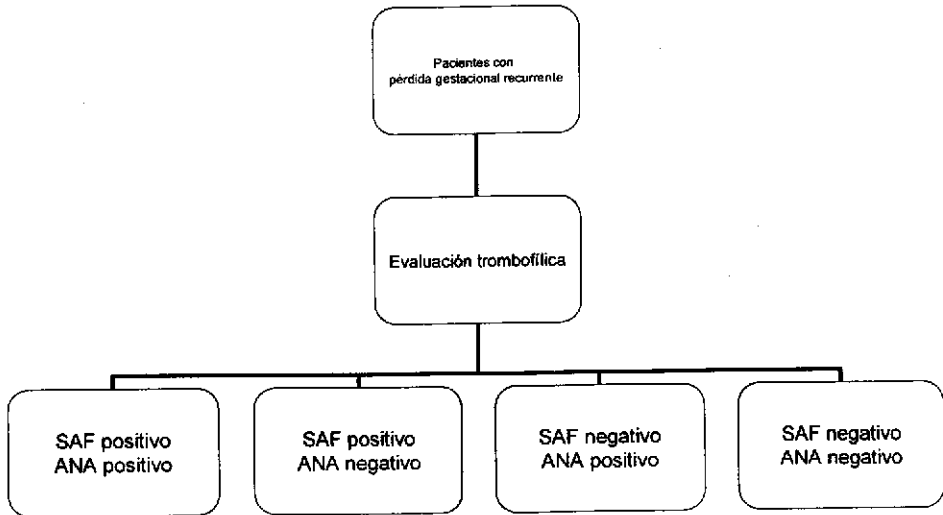 Pacientes con
pérdida gestacional recurrente
Evaluación trombofílica
SAF positivo
ANA positivo
SAF positivo
ANA negativo
SAF negativo
ANA positivo
SAF negativo
ANA negativo